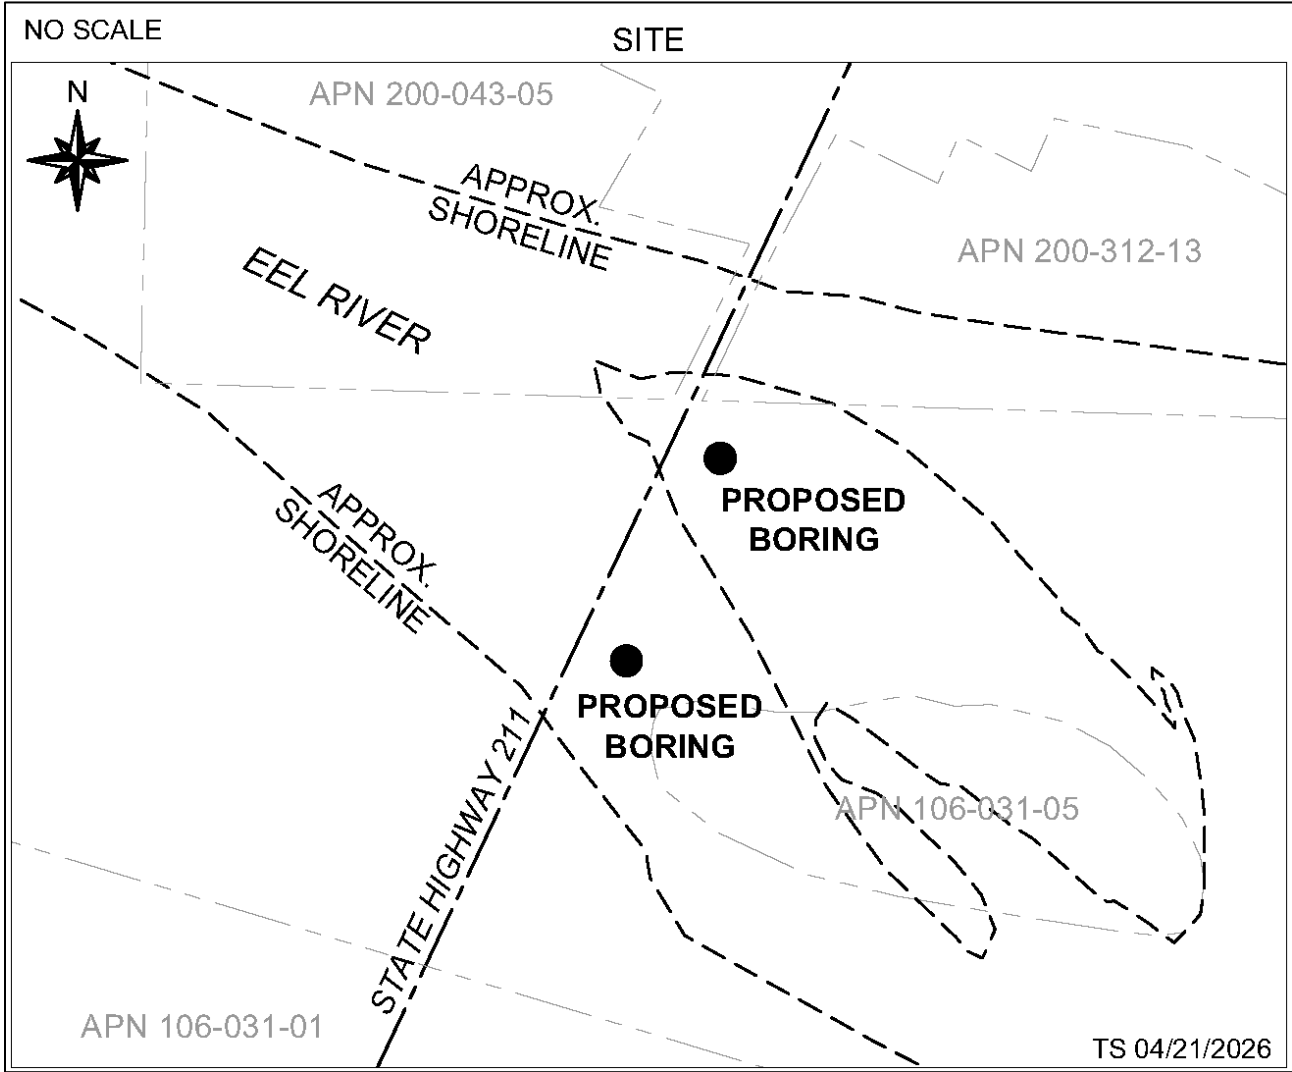 NO SCALE
SITE
N
APN 200-043-05
APPROX.
SHORELINE
APN 200-312-13
EEL RIVER
APPROX.
SHORELINE
PROPOSED
BORING
PROPOSED
BORING
STATE HIGHWAY 211
APN 106-031-05
APN 106-031-01
TS 04/21/2026